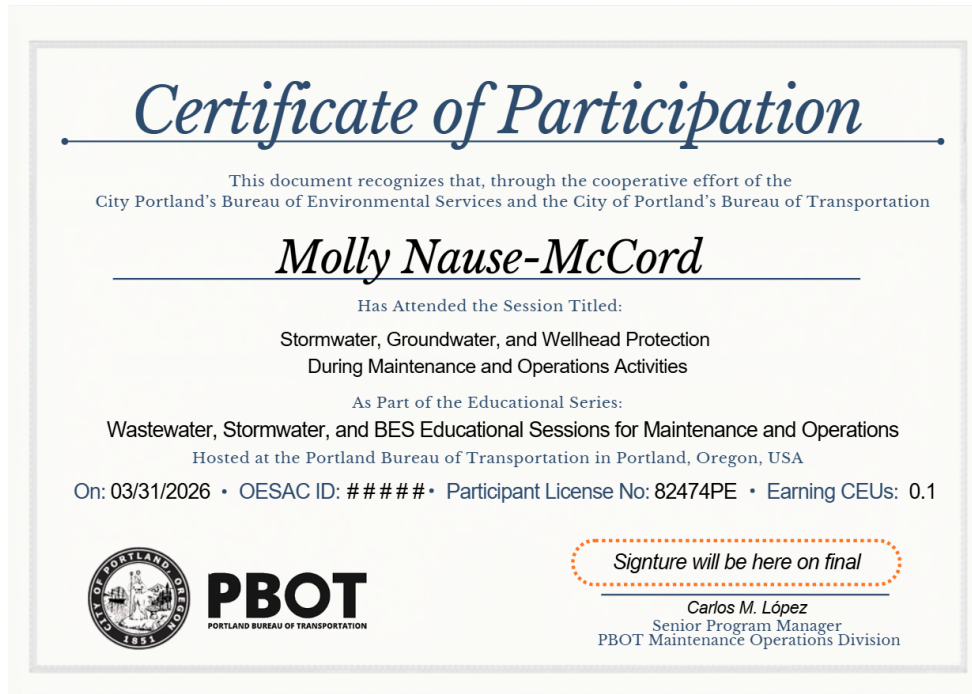 Certificate of Participation
This document recognizes that, through the cooperative effort of the
City Portland's Bureau of Environmental Services and the City of Portland's Bureau of Transportation
Molly Nause-McCord
Has Attended the Session Titled:
Stormwater, Groundwater, and Wellhead Protection
During Maintenance and Operations Activities
As Part of the Educational Series:
Wastewater, Stormwater, and BES Educational Sessions for Maintenance and Operations
Hosted at the Portland Bureau of Transportation in Portland, Oregon, USA
On: 03/31/2026 • OESAC ID: # # # # # • Participant License No: 82474PE • Earning CEUs: 0.1
CITY OF PORTLAND, OREGON
1851
PBOT
PORTLAND BUREAU OF TRANSPORTATION
Signture will be here on final
Carlos M. López
Senior Program Manager
PBOT Maintenance Operations Division